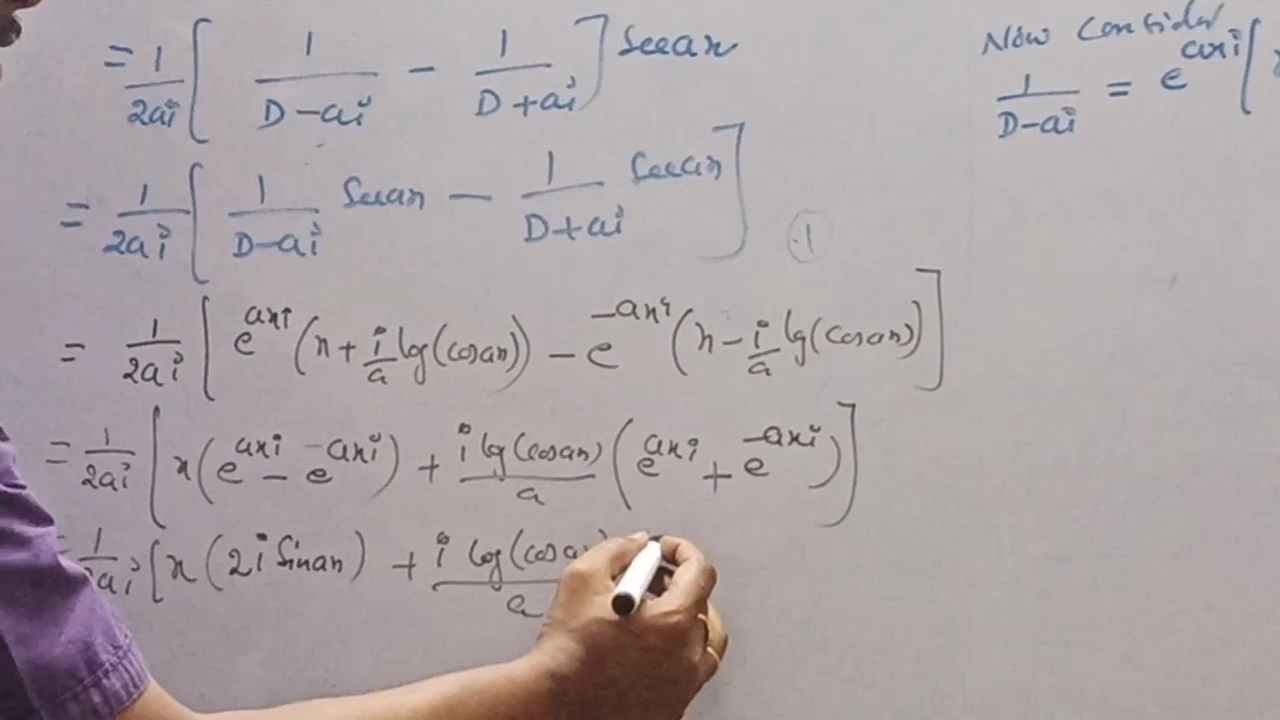 = 1/2ai [ 1/D-ai - 1/D+ai ] Secax
= 1/2ai [ 1/D-ai Secax - 1/D+ai Secax ]
1
= 1/2ai [ e^axi (x + i/a log(cosax)) - e^-axi (x - i/a log(cosax)) ]
= 1/2ai [ x (e^axi - e^-axi) + i log(cosax)/a (e^axi + e^-axi) ]
= 1/2ai [ x (2i Sinax) + i log(cosa /a
Now Consider
1/D-ai = e^axi [